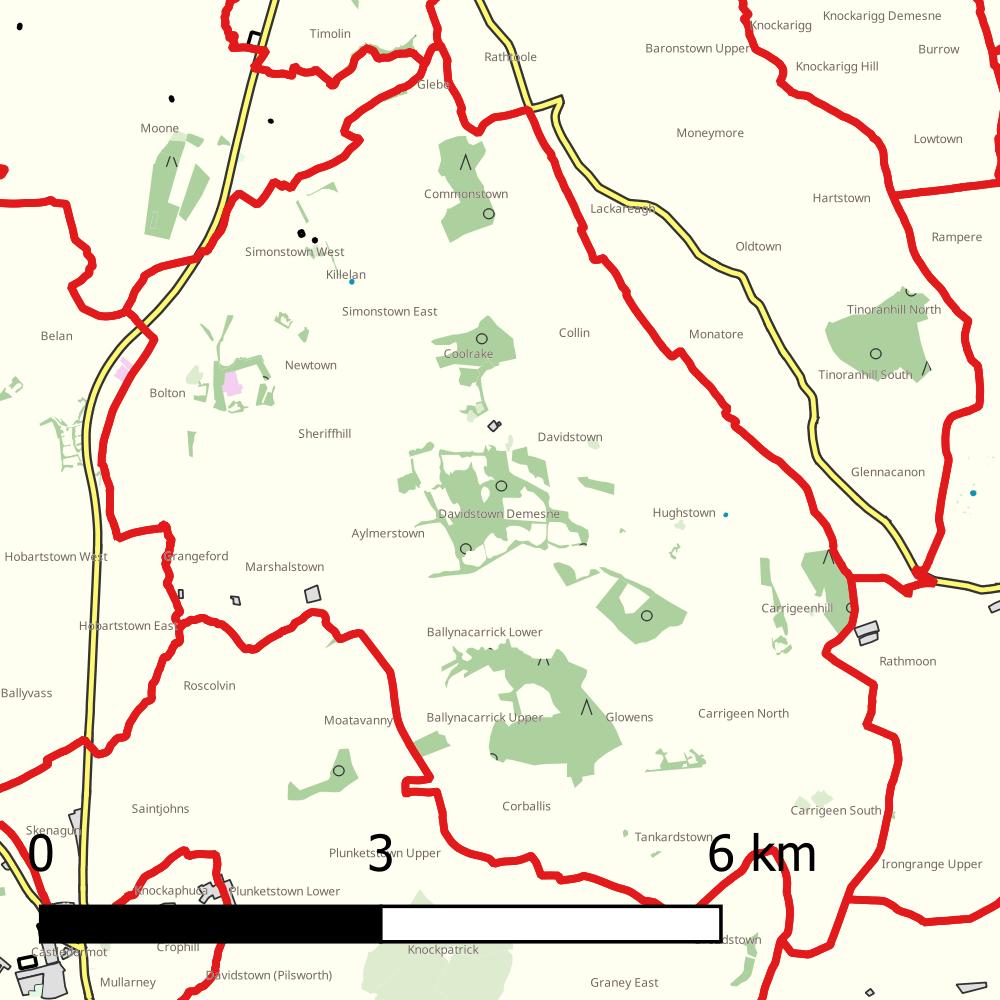 Knockarigg Demesne
Knockarigg
Timolin
Baronstown Upper
Burrow
Rathtoole
Knockarigg Hill
Glebe
Moone
Moneymore
Lowtown
Commonstown
Hartstown
Lackareagh
Rampere
Simonstown West
Oldtown
Killelan
Simonstown East
Tinoranhill North
Belan
Collin
Monatore
Coolrake
Newtown
Tinoranhill South
Bolton
Sheriffhill
Davidstown
Glennacanon
Davidstown Demesne
Hughstown
Aylmerstown
Hobartstown West
Grangeford
Marshalstown
Carrigeenhill
Hobartstown East
Ballynacarrick Lower
Rathmoon
Ballyvass
Roscolvin
Moatavanny
Ballynacarrick Upper
Glowens
Carrigeen North
Saintjohns
Corballis
Carrigeen South
Skenagun
Tankardstown
0 3 6 km
Plunketstown Upper
Irongrange Upper
Knockaphuca
Plunketstown Lower
Crophill
Knockpatrick
Castledermot
Davidstown (Pilsworth)
Mullarney
Graney East